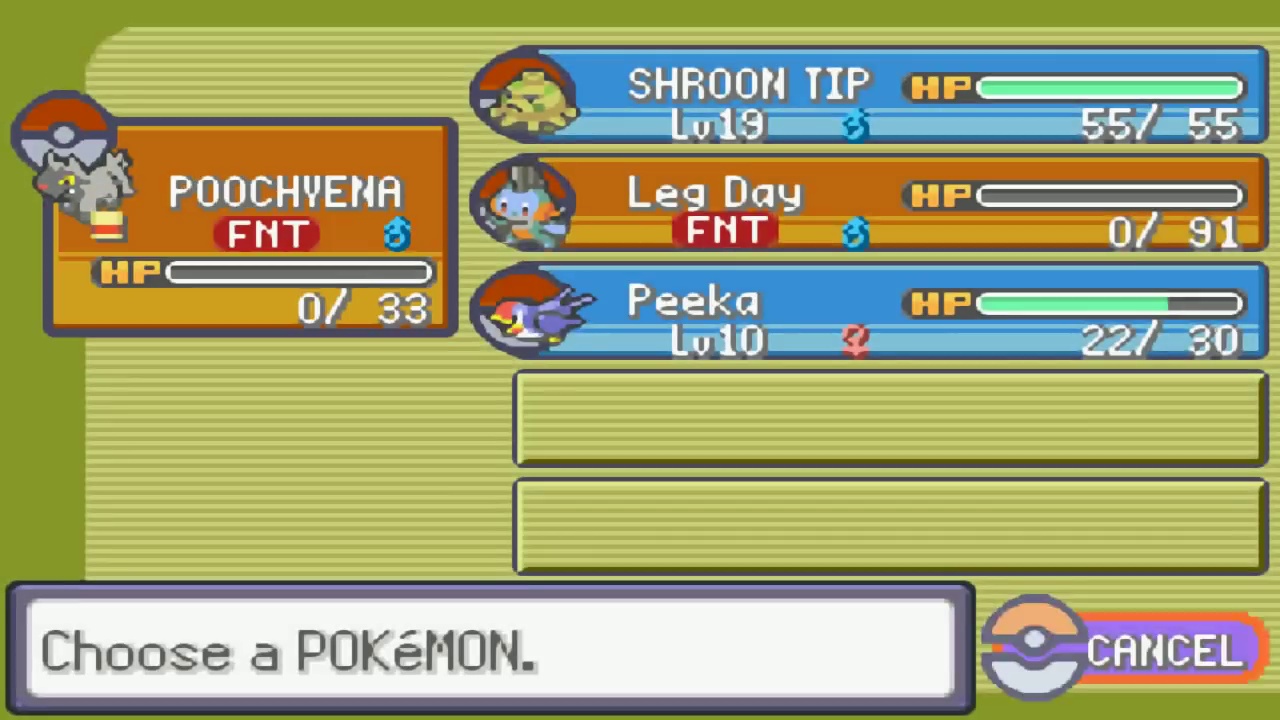 POOCHYENA
FNT ♂
HP
0/ 33
SHROON TIP HP
Lv19 ♂ 55/ 55
Leg Day HP
FNT ♂ 0/ 91
Peeka HP
Lv10 ♀ 22/ 30
Choose a POKéMON.
CANCEL